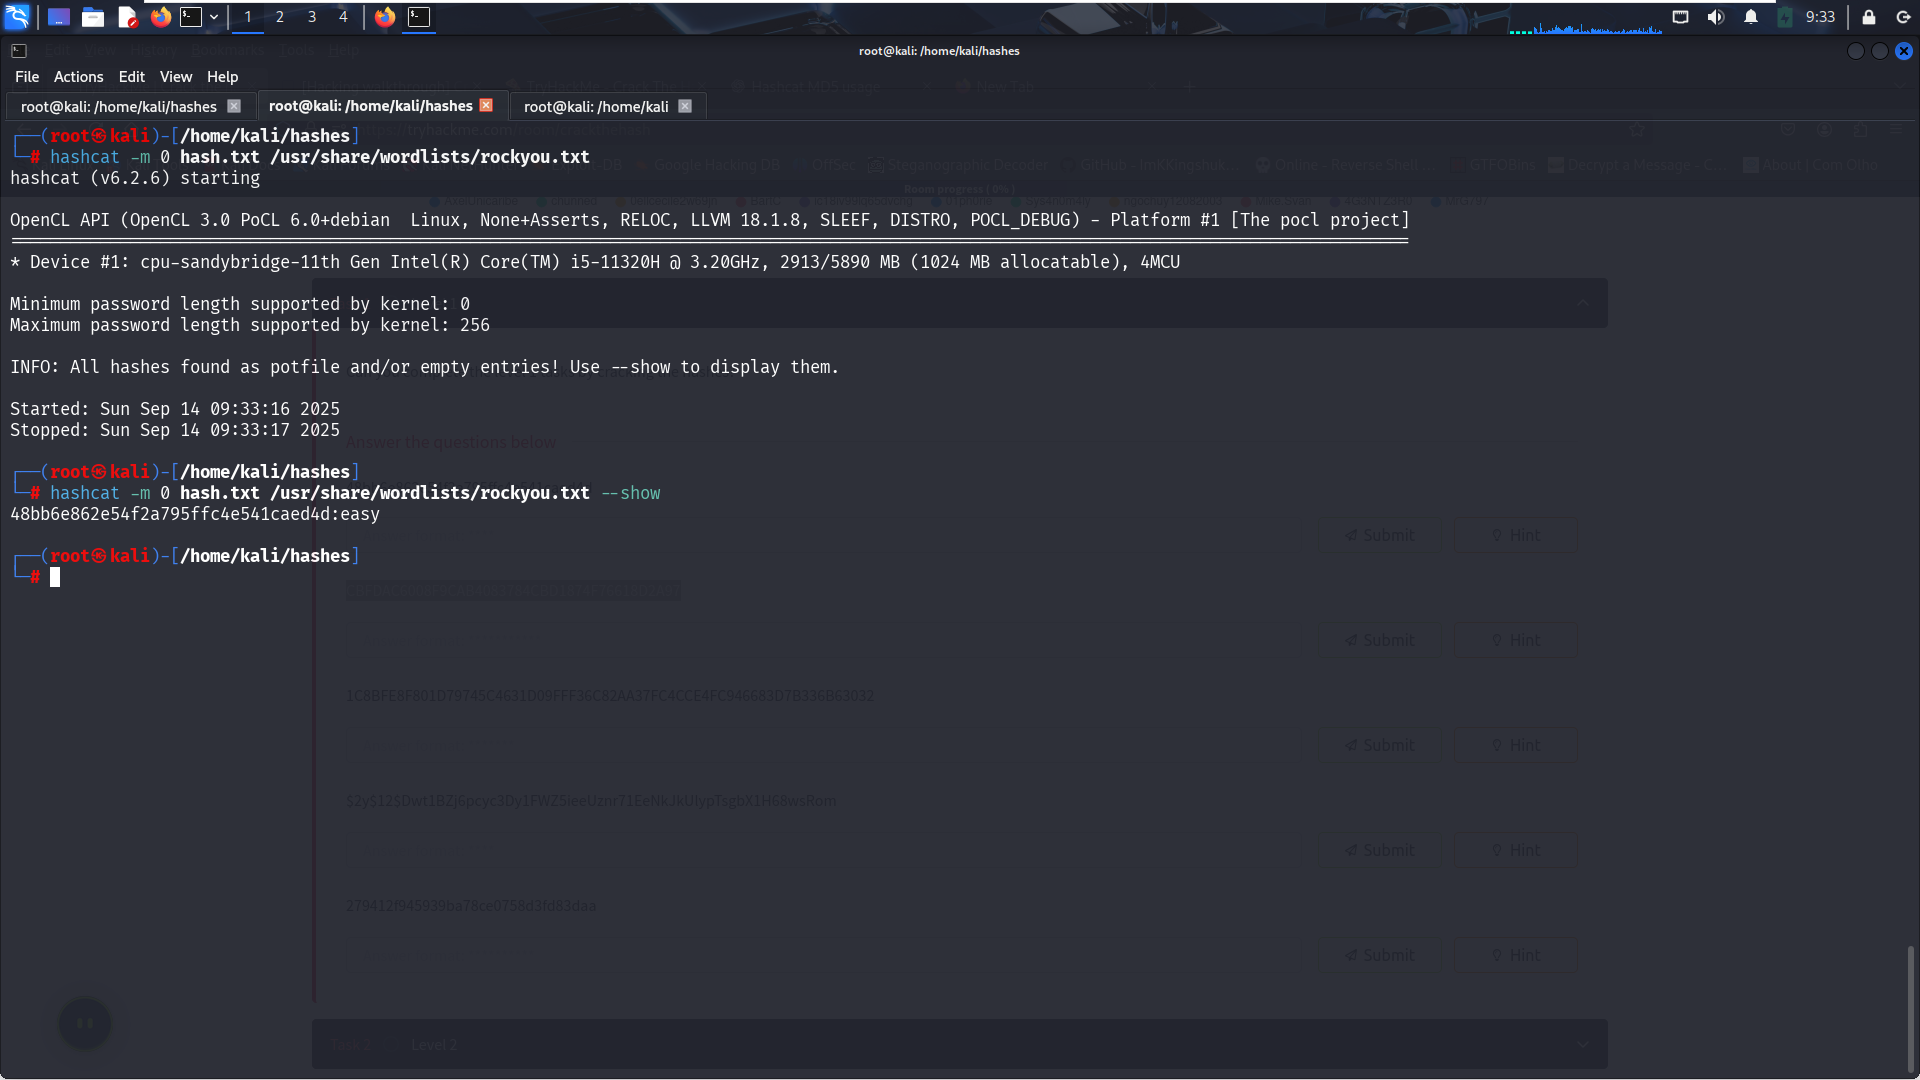 1 2 3 4 9:33
root@kali: /home/kali/hashes
File Actions Edit View Help
root@kali: /home/kali/hashes root@kali: /home/kali/hashes root@kali: /home/kali
┌──(root㉿kali)-[/home/kali/hashes]
└─# hashcat -m 0 hash.txt /usr/share/wordlists/rockyou.txt
hashcat (v6.2.6) starting
Room progress ( 0% )
OpenCL API (OpenCL 3.0 PoCL 6.0+debian  Linux, None+Asserts, RELOC, LLVM 18.1.8, SLEEF, DISTRO, POCL_DEBUG) - Platform #1 [The pocl project]
* Device #1: cpu-sandybridge-11th Gen Intel(R) Core(TM) i5-11320H @ 3.20GHz, 2913/5890 MB (1024 MB allocatable), 4MCU
Minimum password length supported by kernel: 0
Maximum password length supported by kernel: 256
INFO: All hashes found as potfile and/or empty entries! Use --show to display them.
Started: Sun Sep 14 09:33:16 2025
Stopped: Sun Sep 14 09:33:17 2025
Answer the questions below
┌──(root㉿kali)-[/home/kali/hashes]
└─# hashcat -m 0 hash.txt /usr/share/wordlists/rockyou.txt --show
48bb6e862e54f2a795ffc4e541caed4d:easy
Submit Hint
┌──(root㉿kali)-[/home/kali/hashes]
└─#
Submit Hint
1C8BFE8F801D79745C4631D09FFF36C82AA37FC4CCE4FC946683D7B336B63032
Submit Hint
Submit Hint
279412f945939ba78ce0758d3fd83daa
Submit Hint
Level 2